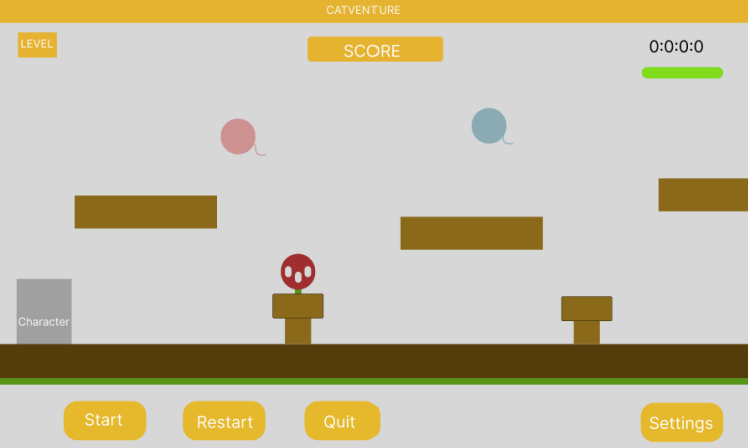 CATVENTURE
LEVEL
SCORE
0:0:0:0
Character
Start
Restart
Quit
Settings